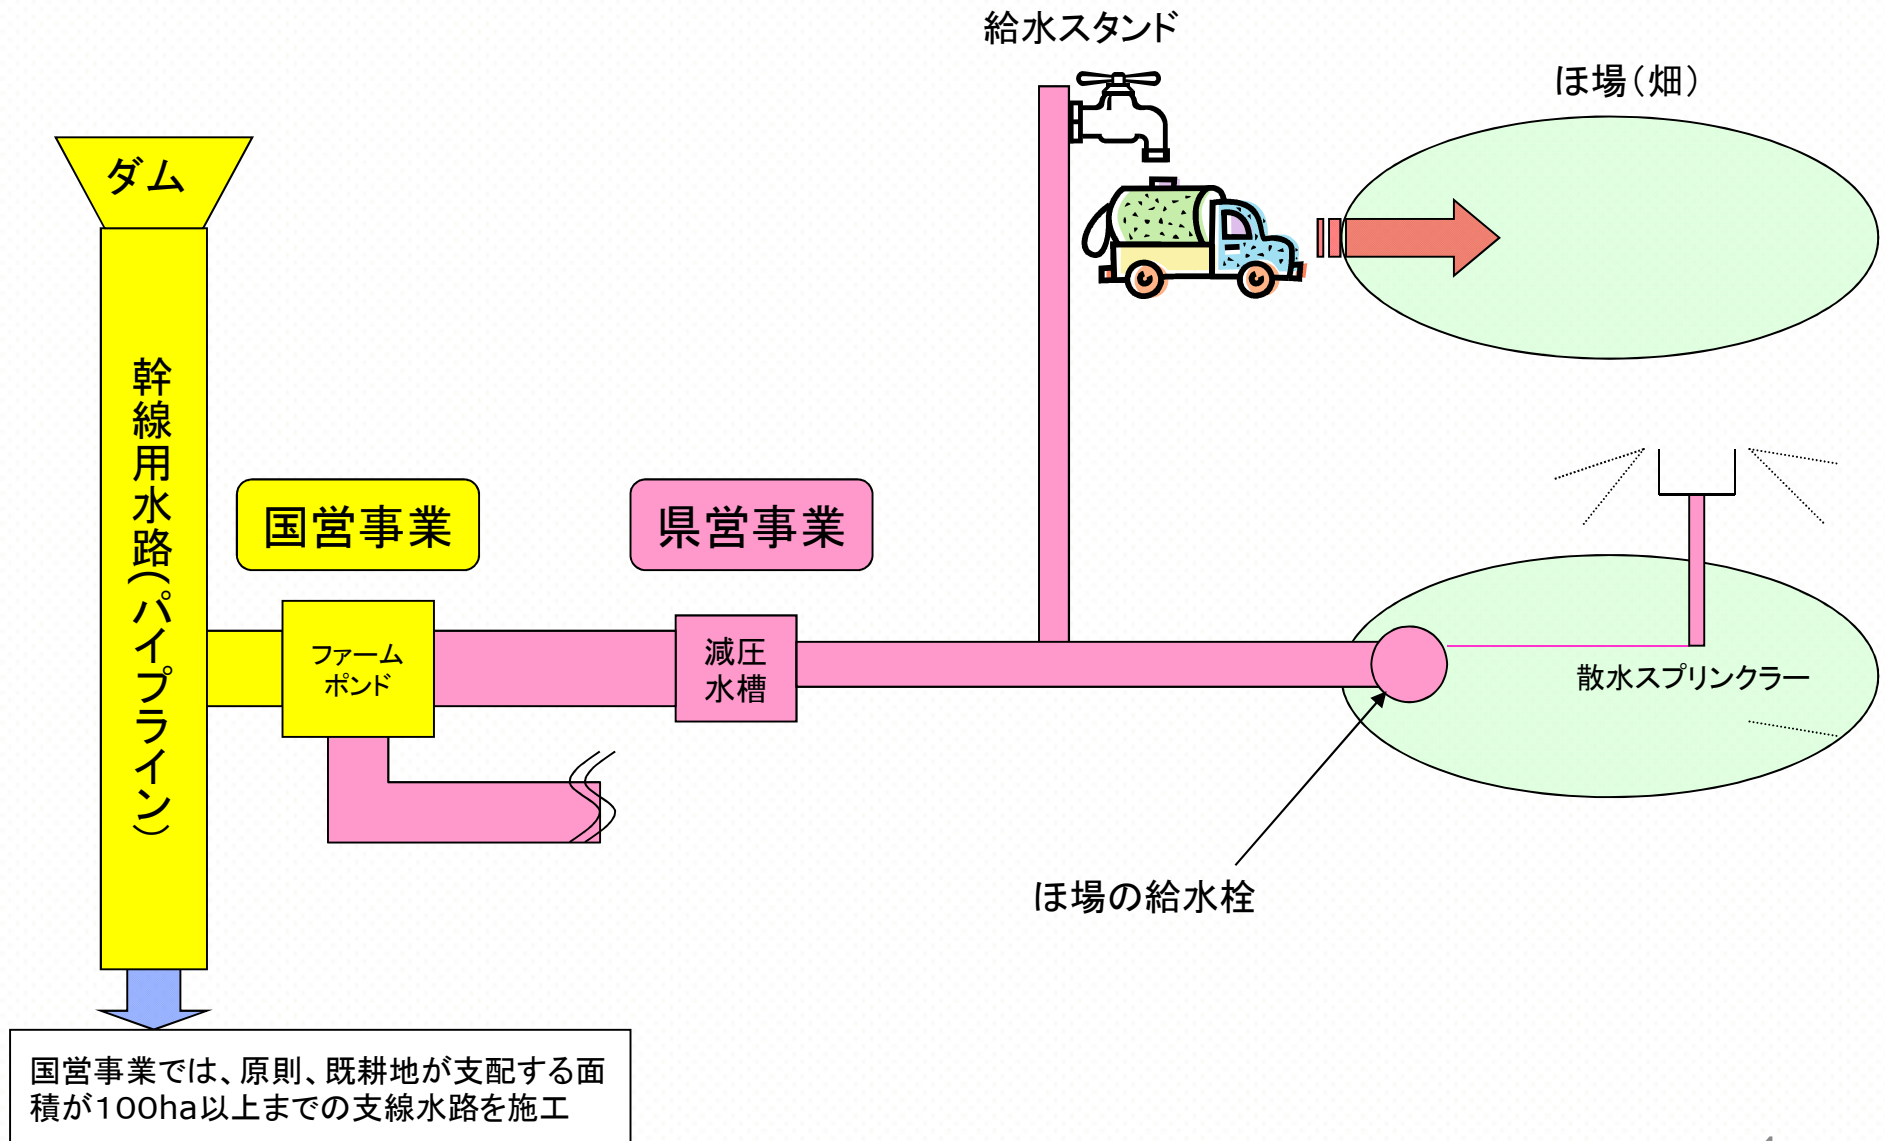 給水スタンド
ほ場（畑）
ダム
幹線用水路（パイプライン）
国営事業
県営事業
ファーム
ポンド
減圧
水槽
散水スプリンクラー
ほ場の給水栓
国営事業では、原則、既耕地が支配する面
積が１００ha以上までの支線水路を施工